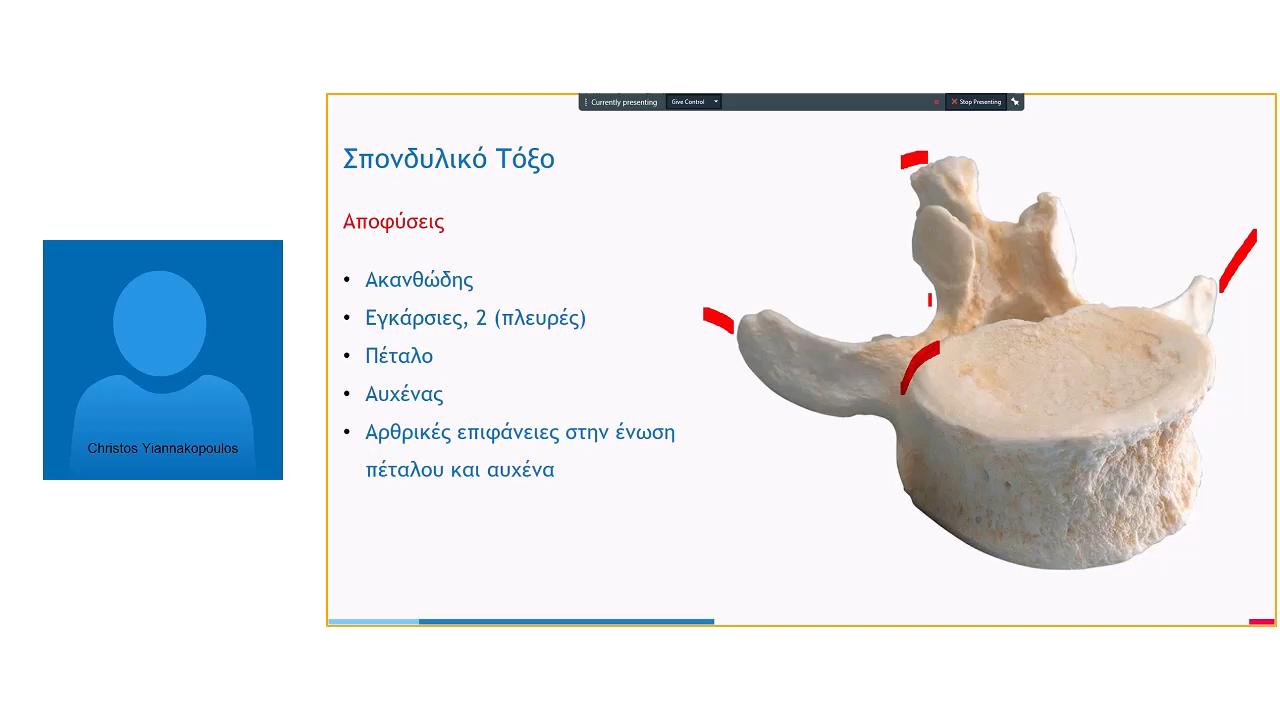 Currently presenting
Give Control
Stop Presenting
Σπονδυλικό Τόξο
Αποφύσεις
• Ακανθώδης
• Εγκάρσιες, 2 (πλευρές)
• Πέταλο
• Αυχένας
• Αρθρικές επιφάνειες στην ένωση
πέταλου και αυχένα
Christos Yiannakopoulos